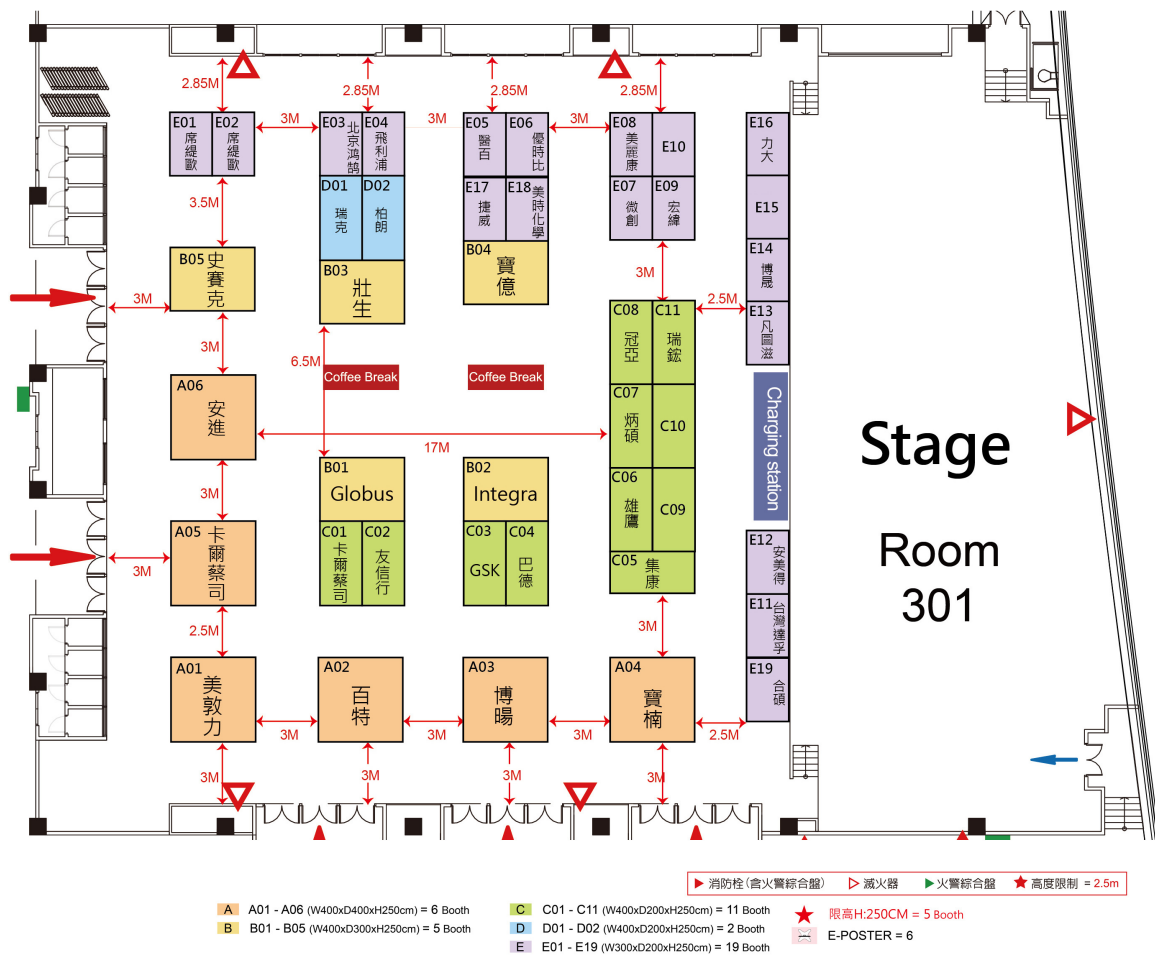 2.85M
2.85M
2.85M
2.85M
E01
席緹歐
E02
席緹歐
3M
E03
北京鸿鹄
E04
飛利浦
3M
E05
醫百
E06
優時比
3M
E08
美麗康
E10
E16
力大
3.5M
D01
瑞克
D02
柏朗
E17
捷威
E18
美時化學
E07
微創
E09
宏緯
E15
B05
史賽克
B03
壯生
B04
寶億
3M
E14
博晟
3M
2.5M
E13
凡圖滋
3M
C08
冠亞
C11
瑞鋐
6.5M
Coffee Break
Coffee Break
A06
安進
C07
炳碩
C10
Charging station
17M
Stage
B01
Globus
B02
Integra
C06
雄鷹
C09
3M
A05
卡爾蔡司
C01
卡爾蔡司
C02
友信行
C03
GSK
C04
巴德
C05
集康
E12
安美得
Room
301
3M
2.5M
3M
E11
台灣達孚
A01
美敦力
A02
百特
A03
博暘
A04
寶楠
E19
合碩
3M
3M
3M
2.5M
3M
3M
3M
3M
消防栓(含火警綜合盤)
滅火器
火警綜合盤
高度限制 = 2.5m
A A01 - A06 (W400xD400xH250cm) = 6 Booth
B B01 - B05 (W400xD300xH250cm) = 5 Booth
C C01 - C11 (W400xD200xH250cm) = 11 Booth
D D01 - D02 (W400xD200xH250cm) = 2 Booth
E E01 - E19 (W300xD200xH250cm) = 19 Booth
限高H:250CM = 5 Booth
E-POSTER = 6